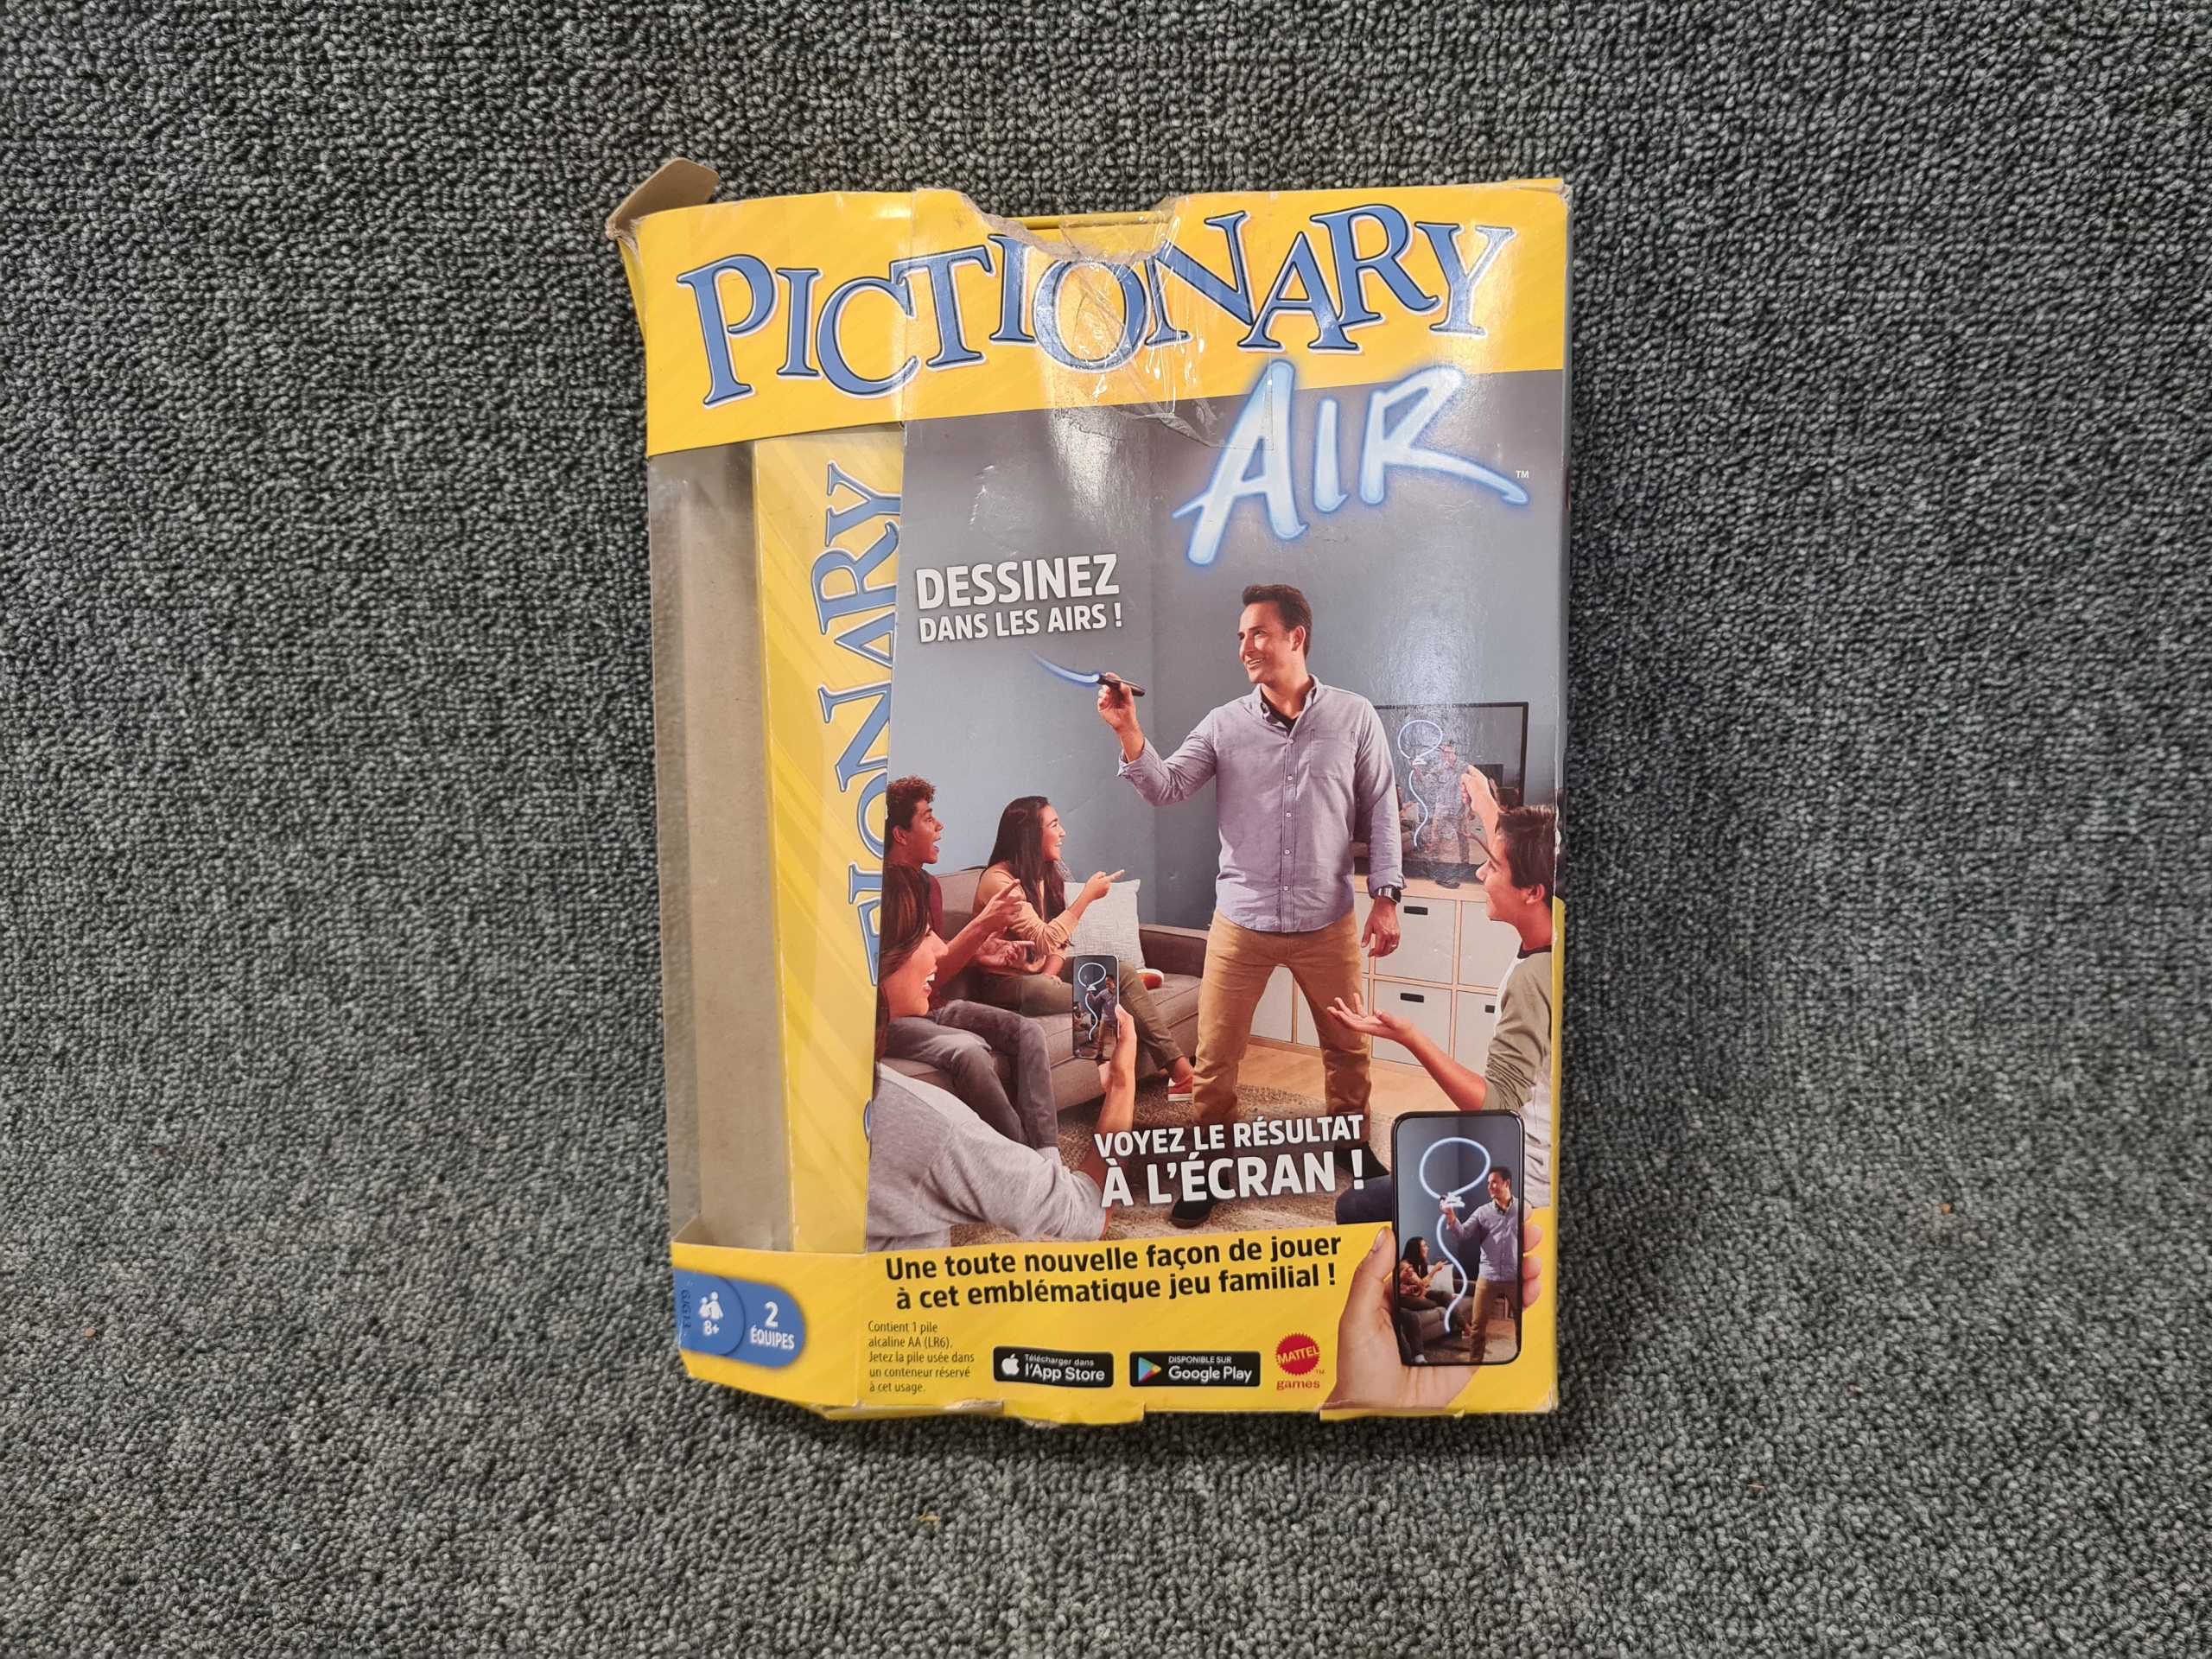 PICTIONARY
AIR
™
DESSINEZ
DANS LES AIRS !
VOYEZ LE RÉSULTAT
À L'ÉCRAN !
Une toute nouvelle façon de jouer
à cet emblématique jeu familial !
8+
2
ÉQUIPES
Contient 1 pile
alcaline AA (LR6).
Jetez la pile usée dans
un conteneur réservé
à cet usage.
Télécharger dans
l'App Store
DISPONIBLE SUR
Google Play
MATTEL
™
games